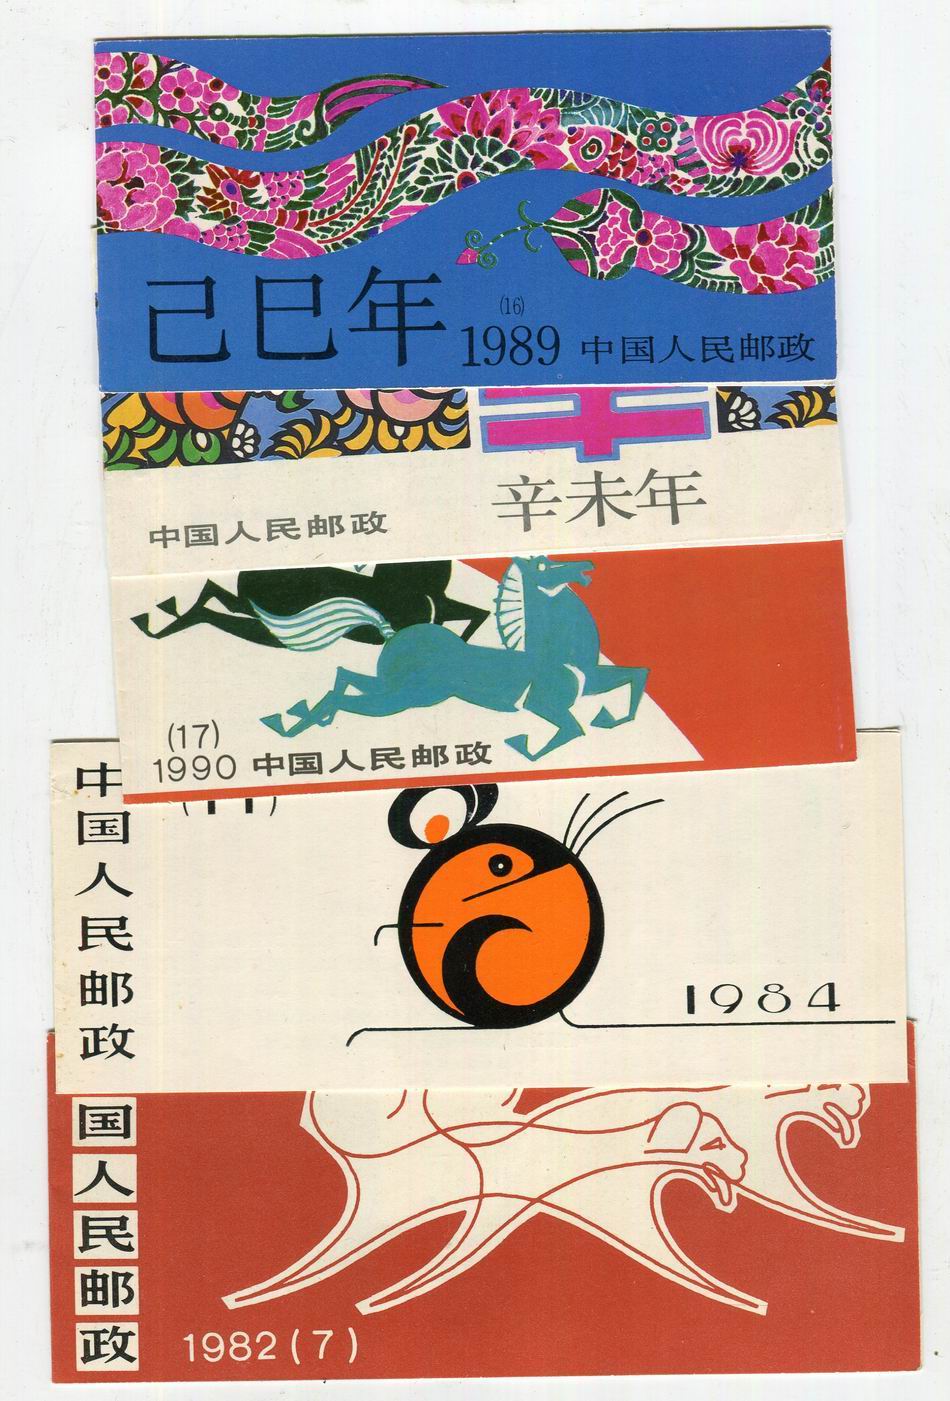 己巳年
(16)
1989 中国人民邮政
辛未年
中国人民邮政
(17)
1990 中国人民邮政
中国人民邮政
(11)
1984
国人民邮政
1982(7)